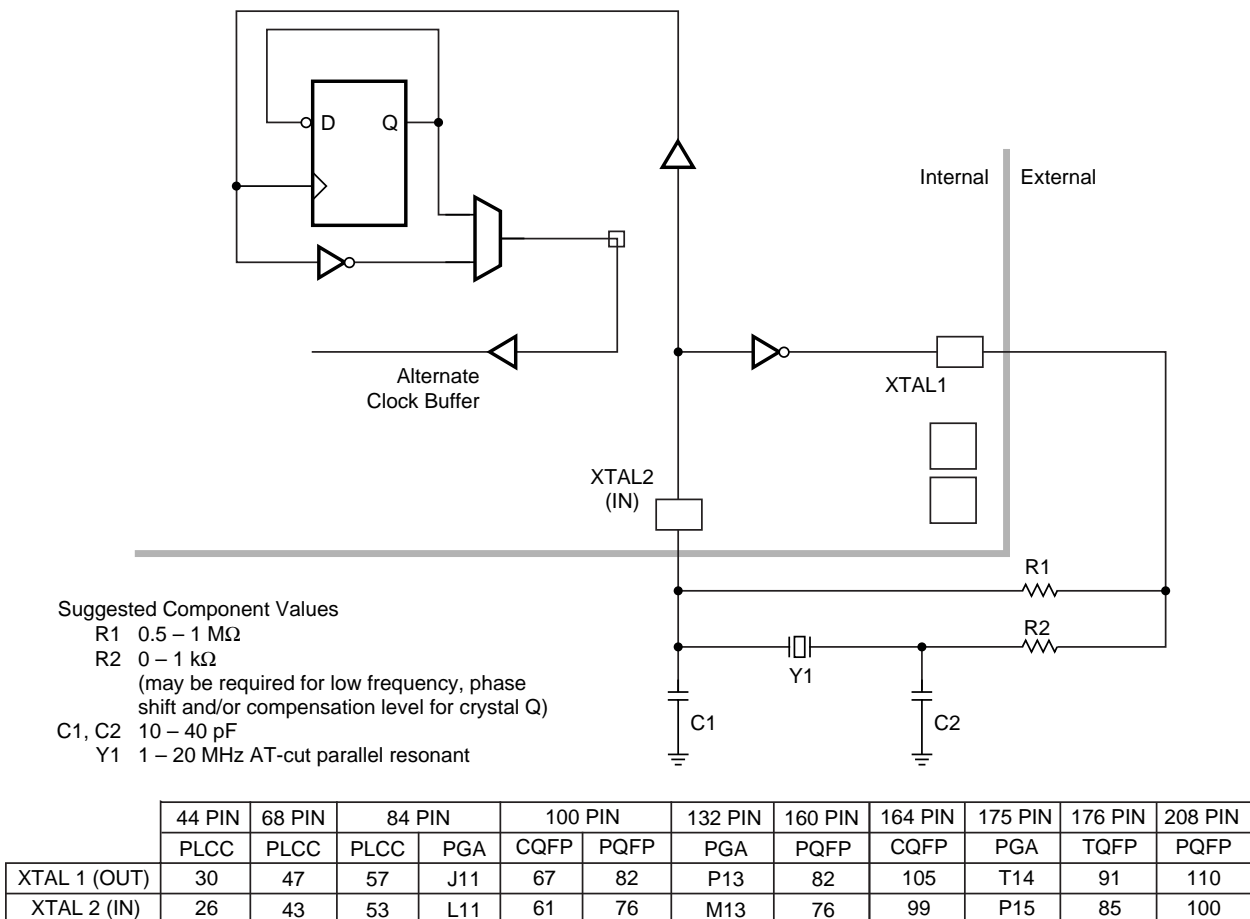 D Q
Internal External
Alternate
Clock Buffer
XTAL1
XTAL2
(IN)
R1
R2
Y1
C1
C2
Suggested Component Values
R1 0.5 – 1 MΩ
R2 0 – 1 kΩ
(may be required for low frequency, phase
shift and/or compensation level for crystal Q)
C1, C2 10 – 40 pF
Y1 1 – 20 MHz AT-cut parallel resonant
44 PIN 68 PIN 84 PIN 100 PIN 132 PIN 160 PIN 164 PIN 175 PIN 176 PIN 208 PIN
PLCC PLCC PLCC PGA CQFP PQFP PGA PQFP CQFP PGA TQFP PQFP
XTAL 1 (OUT) 30 47 57 J11 67 82 P13 82 105 T14 91 110
XTAL 2 (IN) 26 43 53 L11 61 76 M13 76 99 P15 85 100